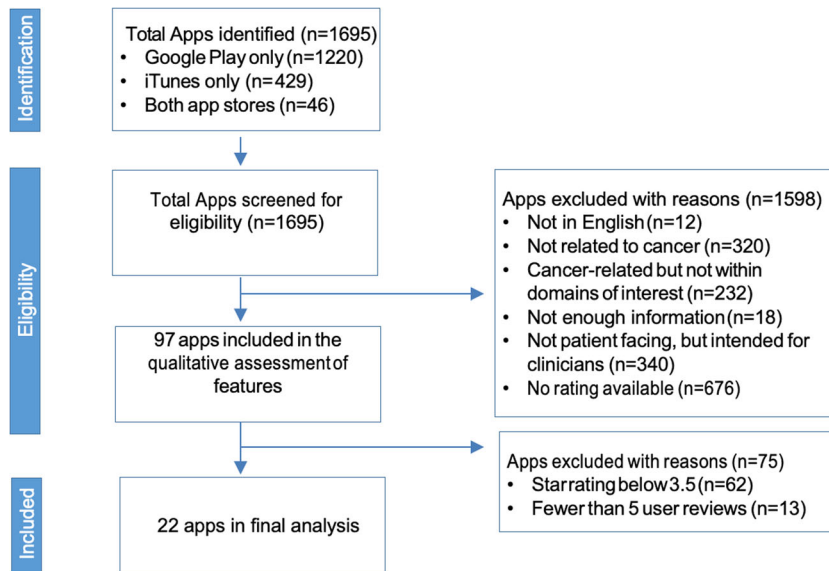 Identification
Total Apps identified (n=1695)
• Google Play only (n=1220)
• iTunes only (n=429)
• Both app stores (n=46)
Eligibility
Total Apps screened for
eligibility (n=1695)
Apps excluded with reasons (n=1598)
• Not in English (n=12)
• Not related to cancer (n=320)
• Cancer-related but not within
domains of interest (n=232)
• Not enough information (n=18)
• Not patient facing, but intended for
clinicians (n=340)
• No rating available (n=676)
97 apps included in the
qualitative assessment of
features
Apps excluded with reasons (n=75)
• Star rating below 3.5 (n=62)
• Fewer than 5 user reviews (n=13)
Included
22 apps in final analysis